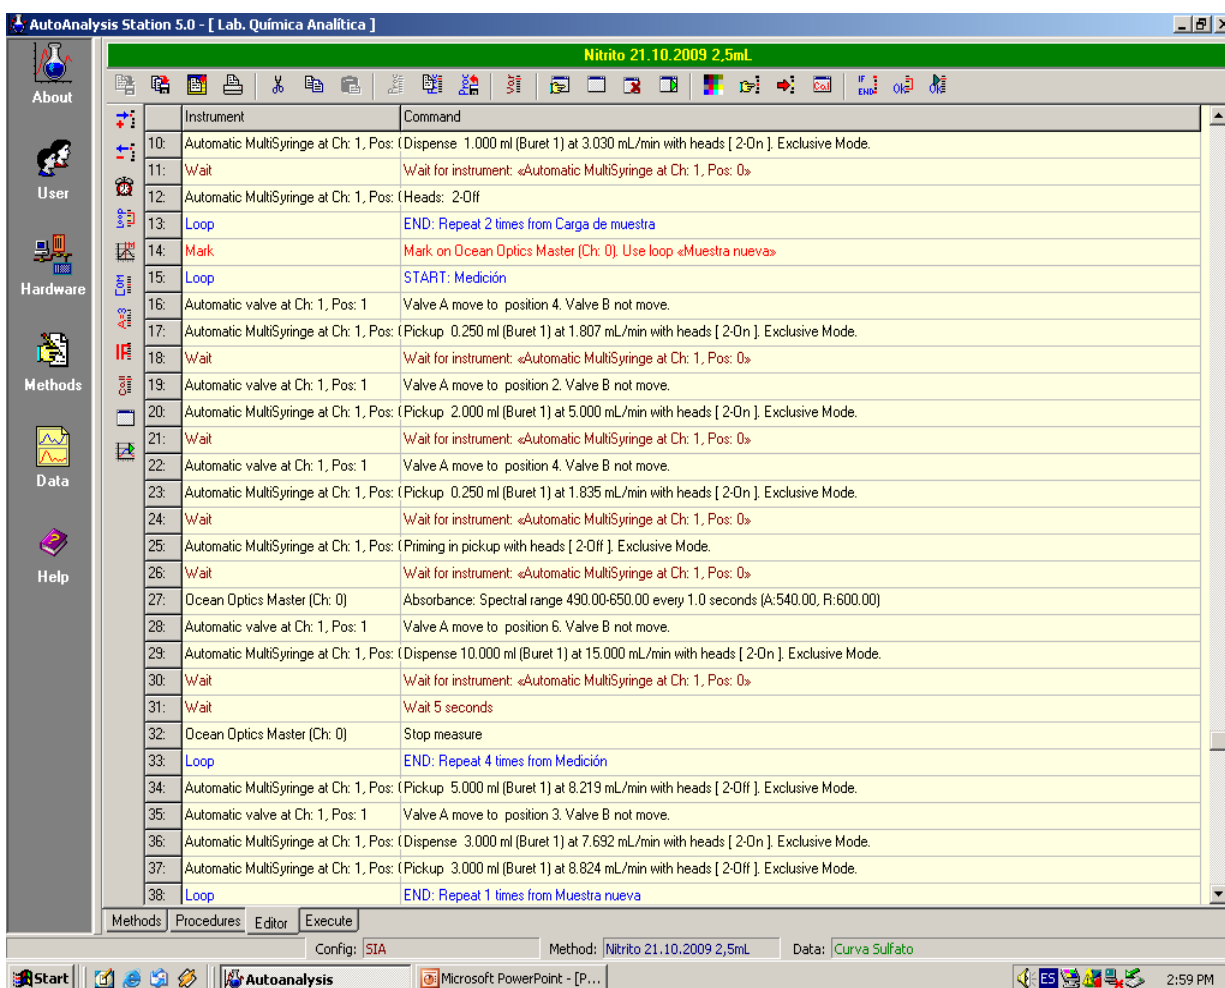 AutoAnalysis Station 5.0 - [ Lab. Química Analítica ]
Nitrito 21.10.2009 2,5mL
About
User
Hardware
Methods
Data
Help
Instrument Command
10: Automatic MultiSyringe at Ch: 1, Pos: ( Dispense 1.000 ml (Buret 1) at 3.030 mL/min with heads [ 2-On ]. Exclusive Mode.
11: Wait Wait for instrument: «Automatic MultiSyringe at Ch: 1, Pos: 0»
12: Automatic MultiSyringe at Ch: 1, Pos: ( Heads: 2-Off
13: Loop END: Repeat 2 times from Carga de muestra
14: Mark Mark on Ocean Optics Master (Ch: 0). Use loop «Muestra nueva»
15: Loop START: Medición
16: Automatic valve at Ch: 1, Pos: 1 Valve A move to position 4. Valve B not move.
17: Automatic MultiSyringe at Ch: 1, Pos: ( Pickup 0.250 ml (Buret 1) at 1.807 mL/min with heads [ 2-On ]. Exclusive Mode.
18: Wait Wait for instrument: «Automatic MultiSyringe at Ch: 1, Pos: 0»
19: Automatic valve at Ch: 1, Pos: 1 Valve A move to position 2. Valve B not move.
20: Automatic MultiSyringe at Ch: 1, Pos: ( Pickup 2.000 ml (Buret 1) at 5.000 mL/min with heads [ 2-On ]. Exclusive Mode.
21: Wait Wait for instrument: «Automatic MultiSyringe at Ch: 1, Pos: 0»
22: Automatic valve at Ch: 1, Pos: 1 Valve A move to position 4. Valve B not move.
23: Automatic MultiSyringe at Ch: 1, Pos: ( Pickup 0.250 ml (Buret 1) at 1.835 mL/min with heads [ 2-On ]. Exclusive Mode.
24: Wait Wait for instrument: «Automatic MultiSyringe at Ch: 1, Pos: 0»
25: Automatic MultiSyringe at Ch: 1, Pos: ( Priming in pickup with heads [ 2-Off ]. Exclusive Mode.
26: Wait Wait for instrument: «Automatic MultiSyringe at Ch: 1, Pos: 0»
27: Ocean Optics Master (Ch: 0) Absorbance: Spectral range 490.00-650.00 every 1.0 seconds (A:540.00, R:600.00)
28: Automatic valve at Ch: 1, Pos: 1 Valve A move to position 6. Valve B not move.
29: Automatic MultiSyringe at Ch: 1, Pos: ( Dispense 10.000 ml (Buret 1) at 15.000 mL/min with heads [ 2-On ]. Exclusive Mode.
30: Wait Wait for instrument: «Automatic MultiSyringe at Ch: 1, Pos: 0»
31: Wait Wait 5 seconds
32: Ocean Optics Master (Ch: 0) Stop measure
33: Loop END: Repeat 4 times from Medición
34: Automatic MultiSyringe at Ch: 1, Pos: ( Pickup 5.000 ml (Buret 1) at 8.219 mL/min with heads [ 2-Off ]. Exclusive Mode.
35: Automatic valve at Ch: 1, Pos: 1 Valve A move to position 3. Valve B not move.
36: Automatic MultiSyringe at Ch: 1, Pos: ( Dispense 3.000 ml (Buret 1) at 7.692 mL/min with heads [ 2-On ]. Exclusive Mode.
37: Automatic MultiSyringe at Ch: 1, Pos: ( Pickup 3.000 ml (Buret 1) at 8.824 mL/min with heads [ 2-Off ]. Exclusive Mode.
38: Loop END: Repeat 1 times from Muestra nueva
Methods Procedures Editor Execute
Config: SIA Method: Nitrito 21.10.2009 2,5mL Data: Curva Sulfato
Start Autoanalysis Microsoft PowerPoint - [P... ES 2:59 PM